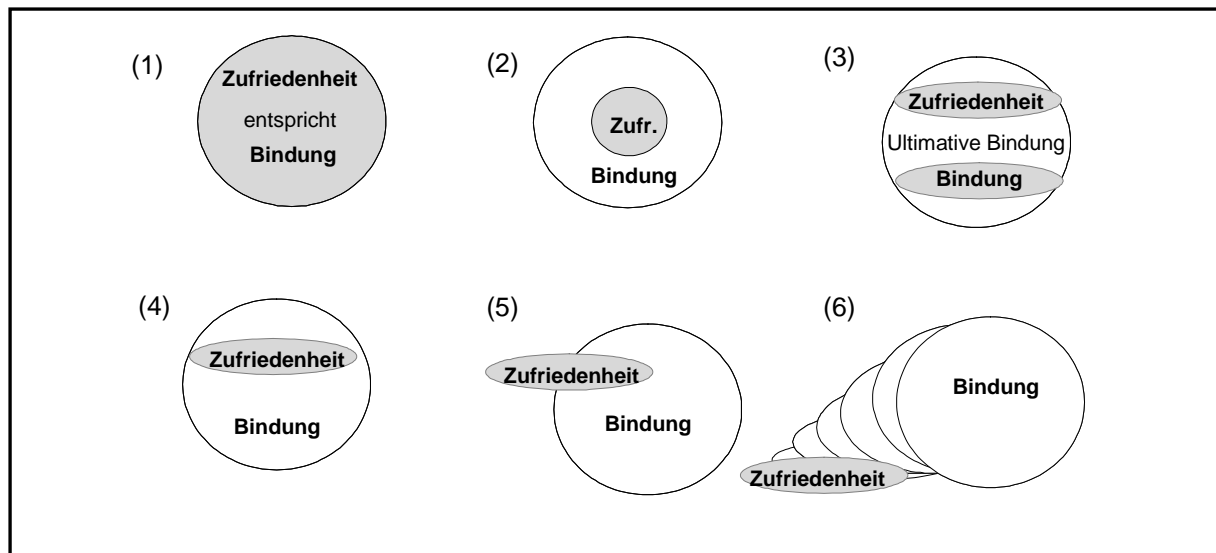 (1)
Zufriedenheit
entspricht
Bindung
(2)
Zufr.
Bindung
(3)
Zufriedenheit
Ultimative Bindung
Bindung
(4)
Zufriedenheit
Bindung
(5)
Zufriedenheit
Bindung
(6)
Bindung
Zufriedenheit